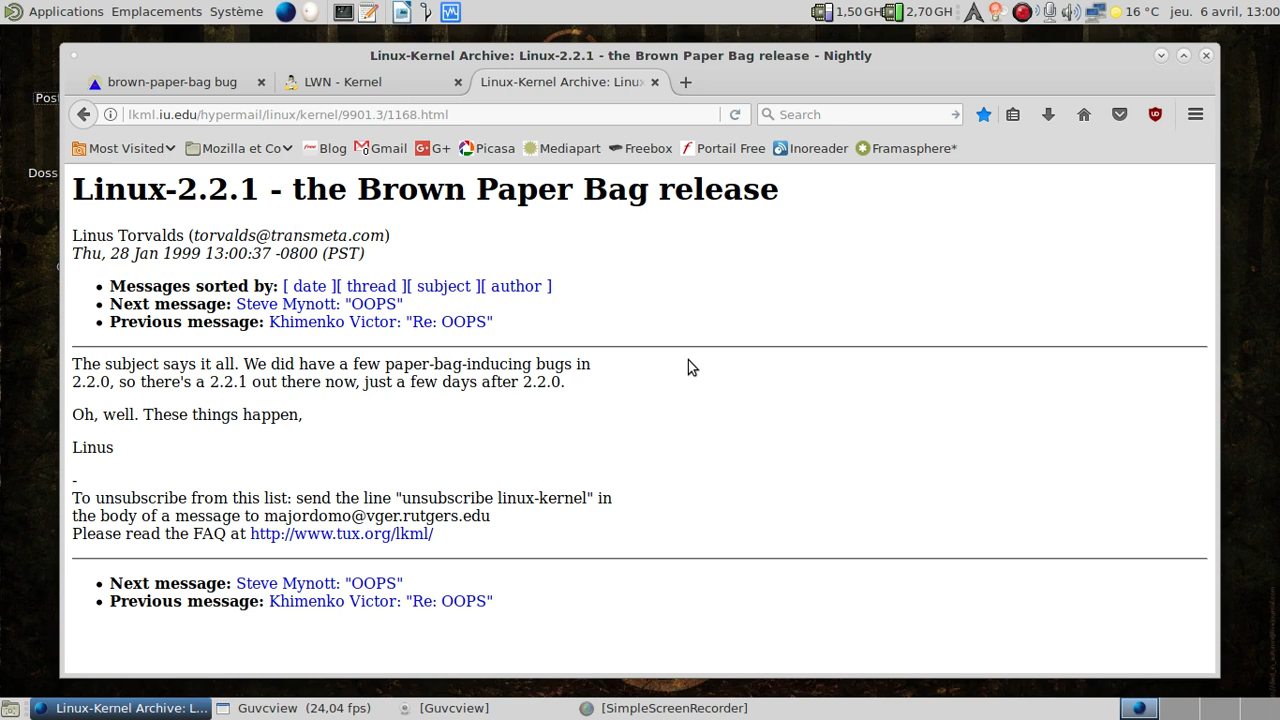 Applications Emplacements Système 1,50 GH 2,70 GH 16 °C jeu. 6 avril, 13:00
Post
Doss
Linux-Kernel Archive: Linux-2.2.1 - the Brown Paper Bag release - Nightly
brown-paper-bag bug LWN - Kernel Linux-Kernel Archive: Linu
lkml.iu.edu/hypermail/linux/kernel/9901.3/1168.html Search
Most Visited Mozilla et Co Blog Gmail G+ Picasa Mediapart Freebox Portail Free Inoreader Framasphere*
Linux-2.2.1 - the Brown Paper Bag release
Linus Torvalds (torvalds@transmeta.com)
Thu, 28 Jan 1999 13:00:37 -0800 (PST)
• Messages sorted by: [ date ][ thread ][ subject ][ author ]
• Next message: Steve Mynott: "OOPS"
• Previous message: Khimenko Victor: "Re: OOPS"
The subject says it all. We did have a few paper-bag-inducing bugs in
2.2.0, so there's a 2.2.1 out there now, just a few days after 2.2.0.
Oh, well. These things happen,
Linus
-
To unsubscribe from this list: send the line "unsubscribe linux-kernel" in
the body of a message to majordomo@vger.rutgers.edu
Please read the FAQ at http://www.tux.org/lkml/
• Next message: Steve Mynott: "OOPS"
• Previous message: Khimenko Victor: "Re: OOPS"
Linux-Kernel Archive: L... Guvcview (24,04 fps) [Guvcview] [SimpleScreenRecorder]